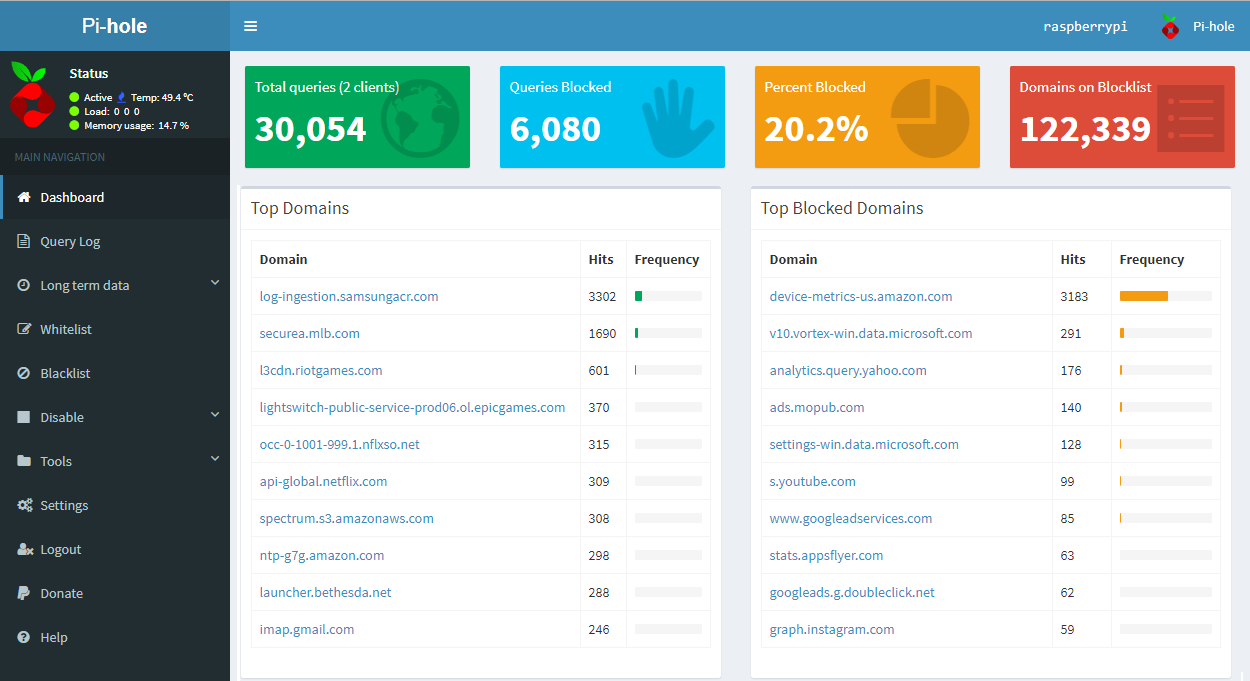 Pi-hole
raspberrypi
Pi-hole
Status
Active Temp: 49.4 °C
Load: 0 0 0
Memory usage: 14.7 %
MAIN NAVIGATION
Dashboard
Query Log
Long term data
Whitelist
Blacklist
Disable
Tools
Settings
Logout
Donate
Help
Total queries (2 clients)
30,054
Queries Blocked
6,080
Percent Blocked
20.2%
Domains on Blocklist
122,339
Top Domains
Domain Hits Frequency
log-ingestion.samsungacr.com 3302
securea.mlb.com 1690
l3cdn.riotgames.com 601
lightswitch-public-service-prod06.ol.epicgames.com 370
occ-0-1001-999.1.nflxso.net 315
api-global.netflix.com 309
spectrum.s3.amazonaws.com 308
ntp-g7g.amazon.com 298
launcher.bethesda.net 288
imap.gmail.com 246
Top Blocked Domains
Domain Hits Frequency
device-metrics-us.amazon.com 3183
v10.vortex-win.data.microsoft.com 291
analytics.query.yahoo.com 176
ads.mopub.com 140
settings-win.data.microsoft.com 128
s.youtube.com 99
www.googleadservices.com 85
stats.appsflyer.com 63
googleads.g.doubleclick.net 62
graph.instagram.com 59